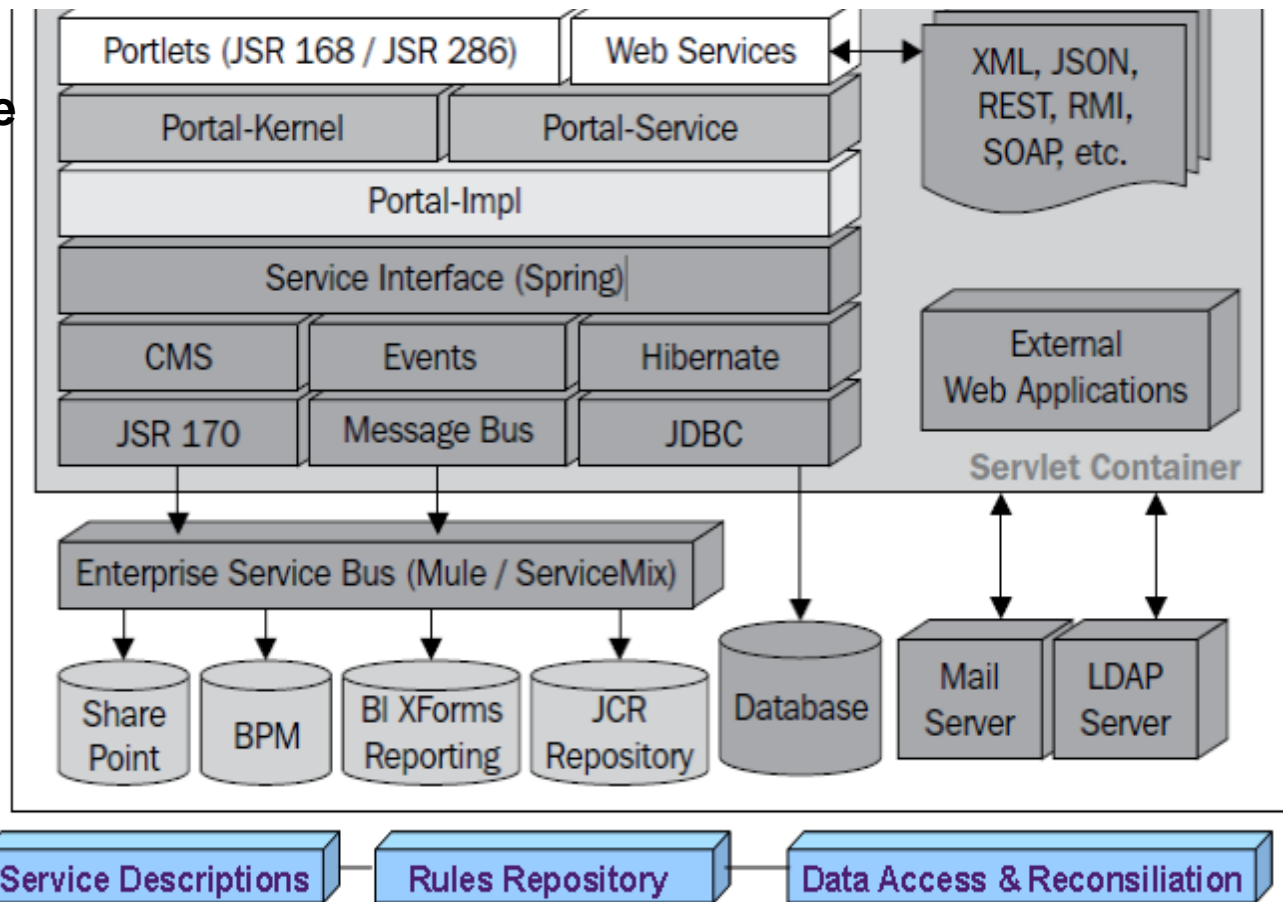 Portlets (JSR 168 / JSR 286)
Web Services
XML, JSON,
REST, RMI,
SOAP, etc.
e
Portal-Kernel
Portal-Service
Portal-Impl
Service Interface (Spring)
CMS
Events
Hibernate
External
Web Applications
JSR 170
Message Bus
JDBC
Servlet Container
Enterprise Service Bus (Mule / ServiceMix)
Share
Point
BPM
BI XForms
Reporting
JCR
Repository
Database
Mail
Server
LDAP
Server
Service Descriptions
Rules Repository
Data Access & Reconsiliation